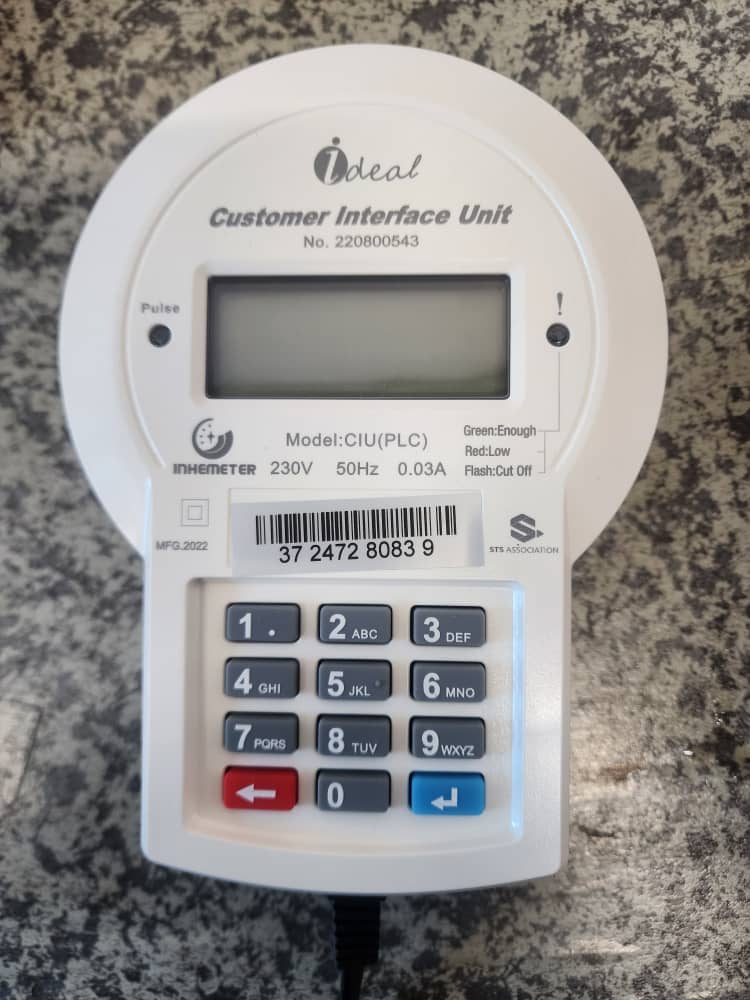 ideal
Customer Interface Unit
No. 220800543
Pulse
!
INHEMETER
Model:CIU(PLC)
230V 50Hz 0.03A
Green:Enough
Red:Low
Flash:Cut Off
MFG.2022
37 2472 8083 9
STS ASSOCIATION
1 .
2 ABC
3 DEF
4 GHI
5 JKL
6 MNO
7 PQRS
8 TUV
9 WXYZ
0